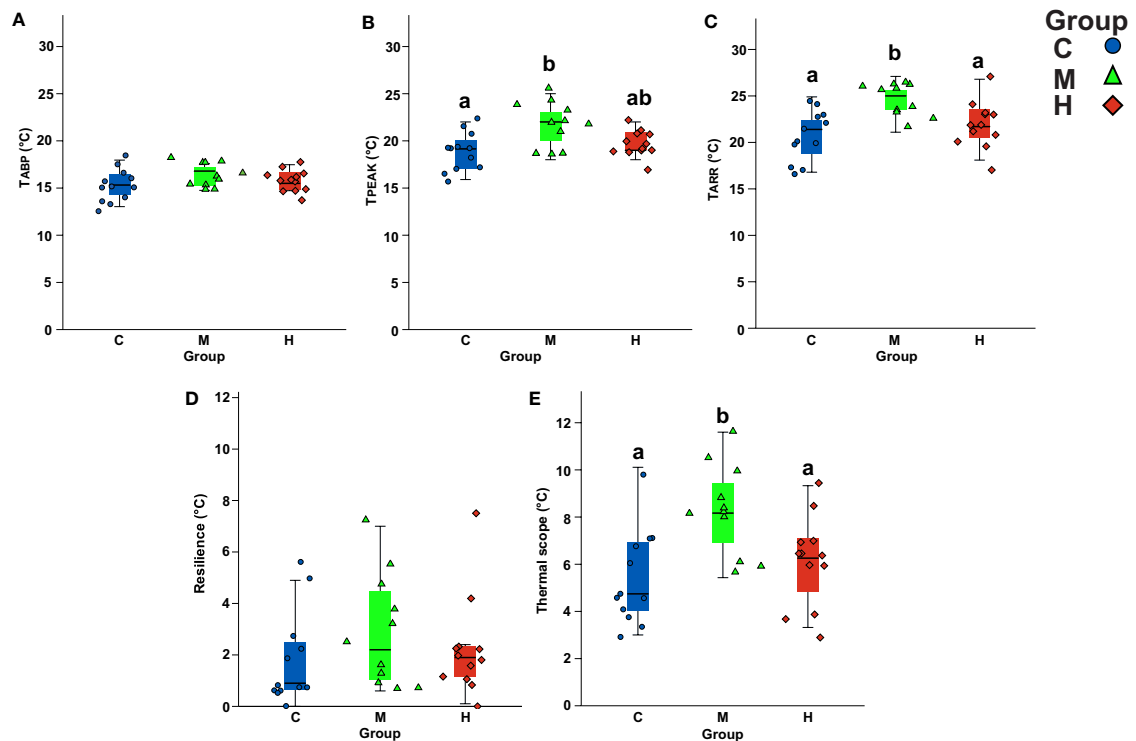 A
TABP (°C)
30
25
20
15
10
5
0
C M H
Group
B
TPEAK (°C)
30
25
20
15
10
5
0
a b ab
C M H
Group
C
TARR (°C)
30
25
20
15
10
5
0
a b a
C M H
Group
Group
C
M
H
D
Resilience (°C)
12
10
8
6
4
2
0
C M H
Group
E
Thermal scope (°C)
12
10
8
6
4
2
0
a b a
C M H
Group